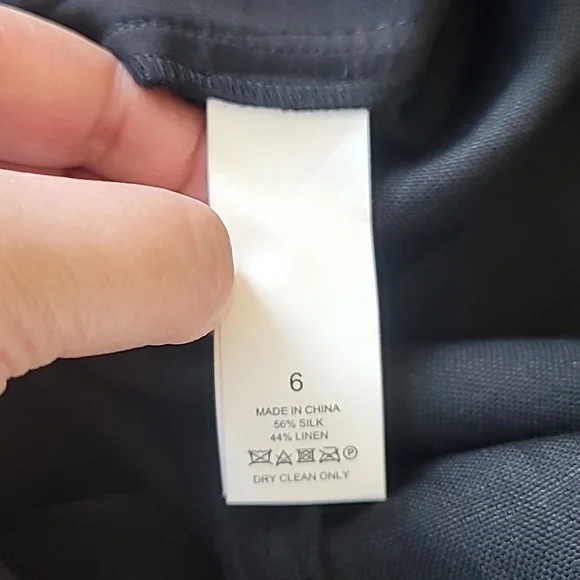 6
MADE IN CHINA
56% SILK
44% LINEN
P
DRY CLEAN ONLY